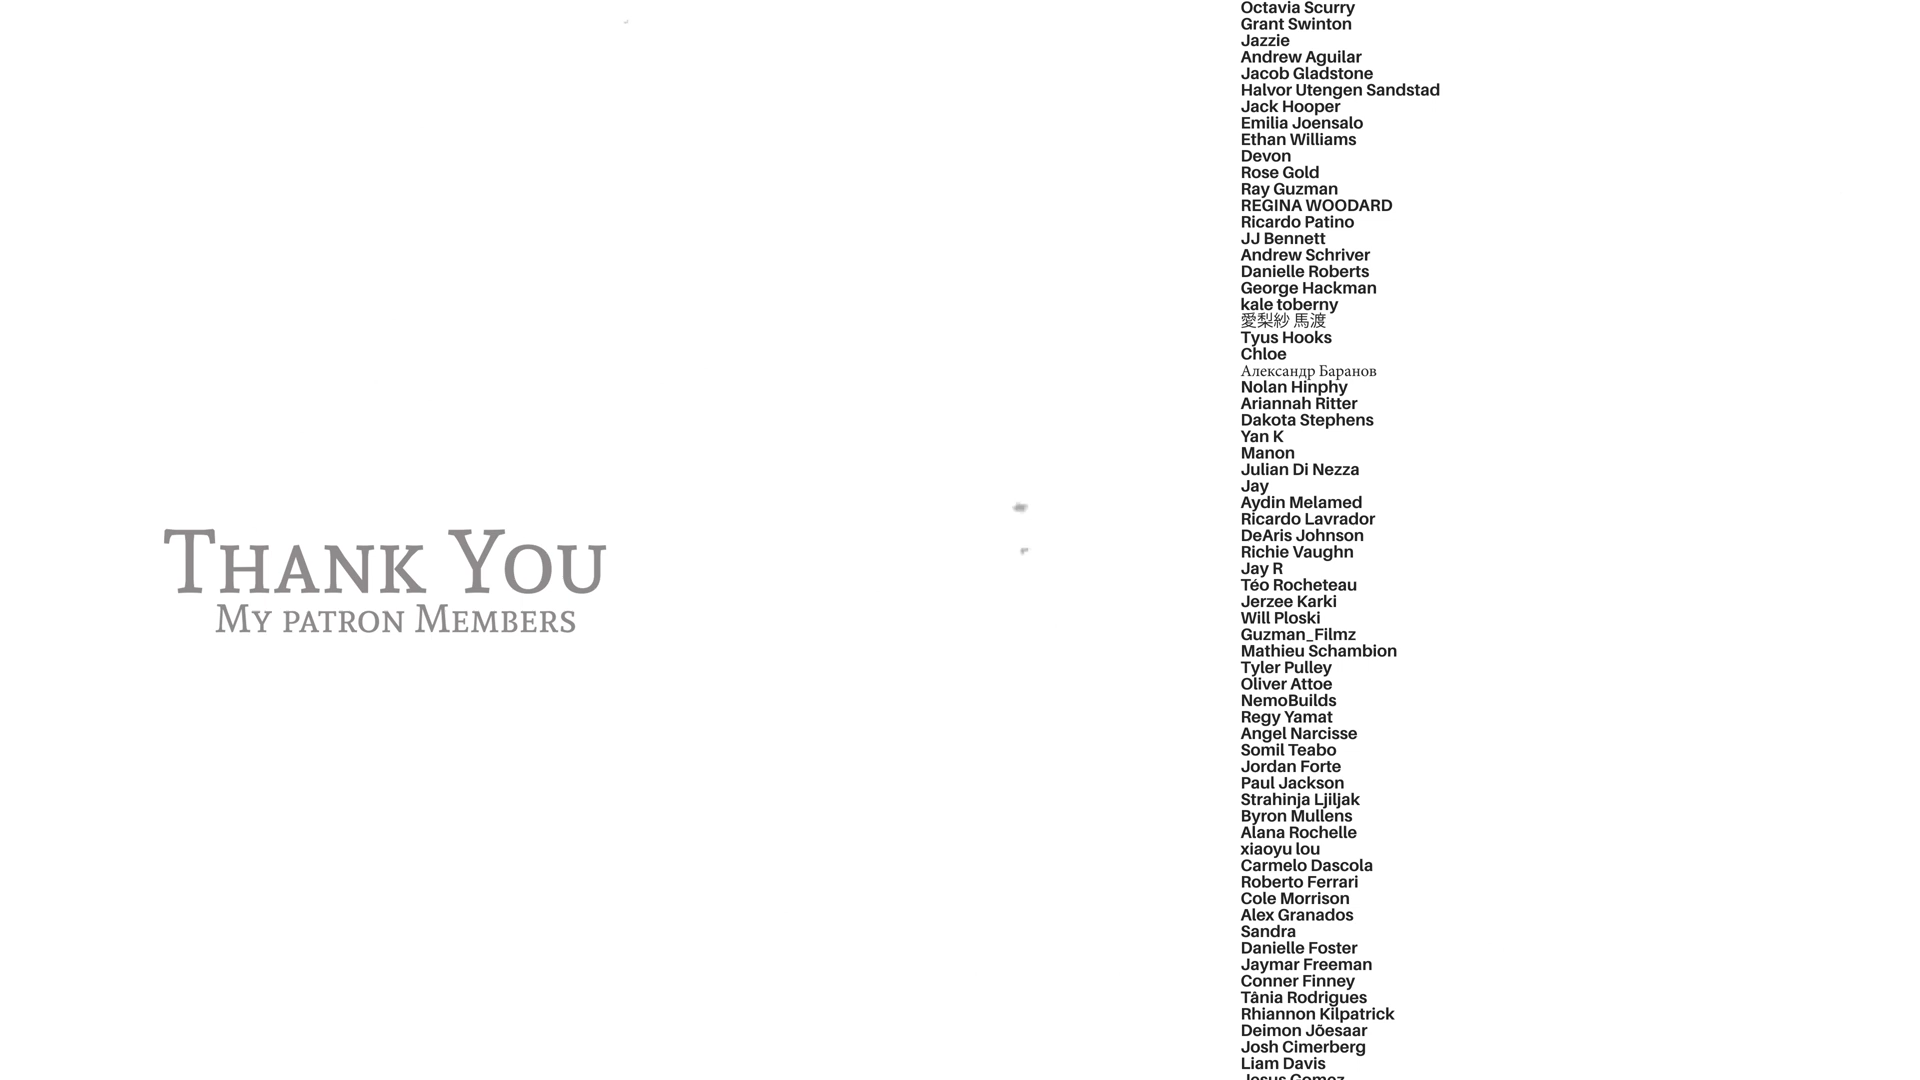 Thank You
My patron Members
Octavia Scurry
Grant Swinton
Jazzie
Andrew Aguilar
Jacob Gladstone
Halvor Utengen Sandstad
Jack Hooper
Emilia Joensalo
Ethan Williams
Devon
Rose Gold
Ray Guzman
REGINA WOODARD
Ricardo Patino
JJ Bennett
Andrew Schriver
Danielle Roberts
George Hackman
kale toberny
愛梨紗 馬渡
Tyus Hooks
Chloe
Александр Баранов
Nolan Hinphy
Ariannah Ritter
Dakota Stephens
Yan K
Manon
Julian Di Nezza
Jay
Aydin Melamed
Ricardo Lavrador
DeAris Johnson
Richie Vaughn
Jay R
Téo Rocheteau
Jerzee Karki
Will Ploski
Guzman_Filmz
Mathieu Schambion
Tyler Pulley
Oliver Attoe
NemoBuilds
Regy Yamat
Angel Narcisse
Somil Teabo
Jordan Forte
Paul Jackson
Strahinja Ljiljak
Byron Mullens
Alana Rochelle
xiaoyu lou
Carmelo Dascola
Roberto Ferrari
Cole Morrison
Alex Granados
Sandra
Danielle Foster
Jaymar Freeman
Conner Finney
Tânia Rodrigues
Rhiannon Kilpatrick
Deimon Jõesaar
Josh Cimerberg
Liam Davis
Jesus Gomez